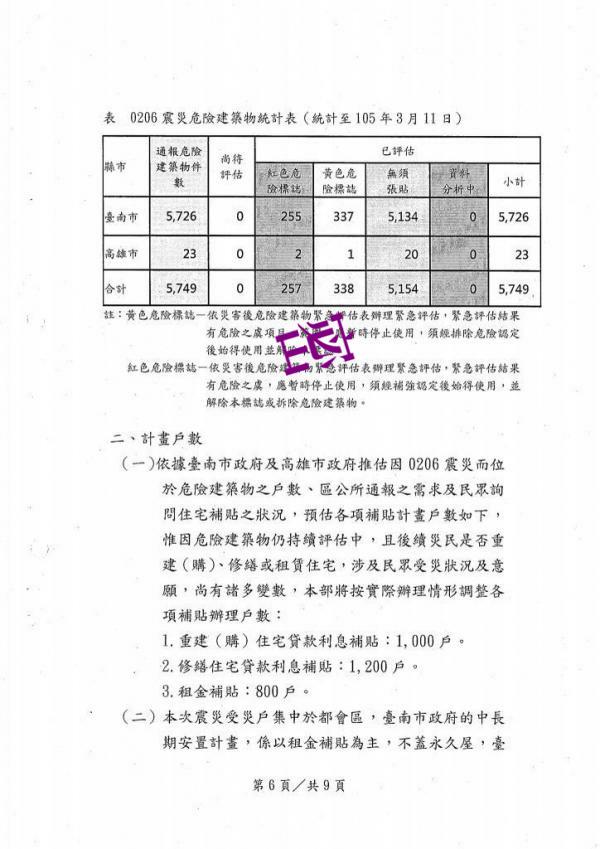 表 0206震災危險建築物統計表（統計至105年3月11日）
縣市 通報危險建築物件數 尚待評估 已評估
紅色危險標誌 黃色危險標誌 無須張貼 資料分析中 小計
臺南市 5,726 0 255 337 5,134 0 5,726
高雄市 23 0 2 1 20 0 23
合計 5,749 0 257 338 5,154 0 5,749
註：黃色危險標誌－依災害後危險建築物緊急評估表辦理緊急評估，緊急評估結果
有危險之虞項目 暫時停止使用，須經排除危險認定
後始得使用並解除
紅色危險標誌－依災害後危險建築物緊急評估表辦理緊急評估，緊急評估結果
有危險之虞，應暫時停止使用，須經補強認定後始得使用，並
解除本標誌或拆除危險建築物。
密
二、計畫戶數
（一）依據臺南市政府及高雄市政府推估因0206震災而位
於危險建築物之戶數、區公所通報之需求及民眾詢
問住宅補貼之狀況，預估各項補貼計畫戶數如下，
惟因危險建築物仍持續評估中，且後續災民是否重
建（購）、修繕或租賃住宅，涉及民眾受災狀況及意
願，尚有諸多變數，本部將按實際辦理情形調整各
項補貼辦理戶數：
1.重建（購）住宅貸款利息補貼：1,000戶。
2.修繕住宅貸款利息補貼：1,200戶。
3.租金補貼：800戶。
（二）本次震災受災戶集中於都會區，臺南市政府的中長
期安置計畫，係以租金補貼為主，不蓋永久屋，臺
第6頁／共9頁